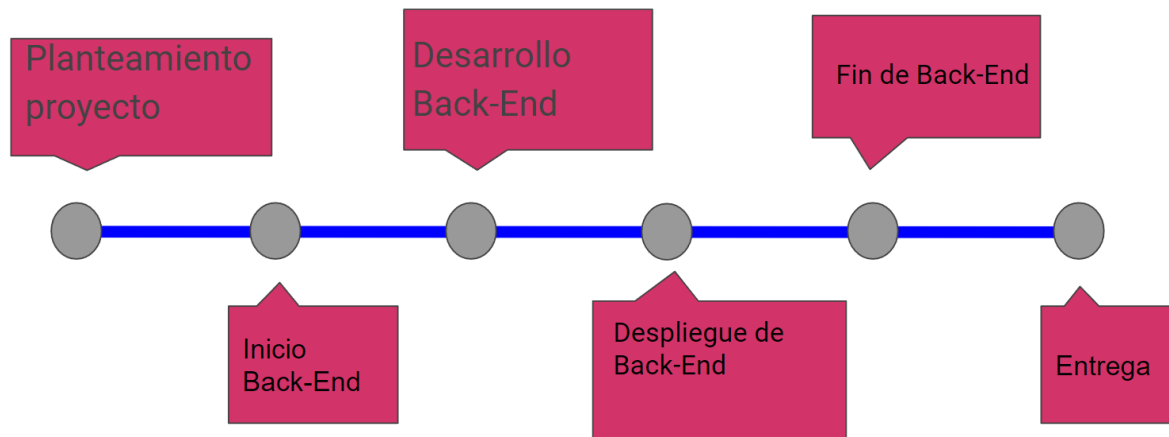 Planteamiento
proyecto
Inicio
Back-End
Desarrollo
Back-End
Despliegue de
Back-End
Fin de Back-End
Entrega